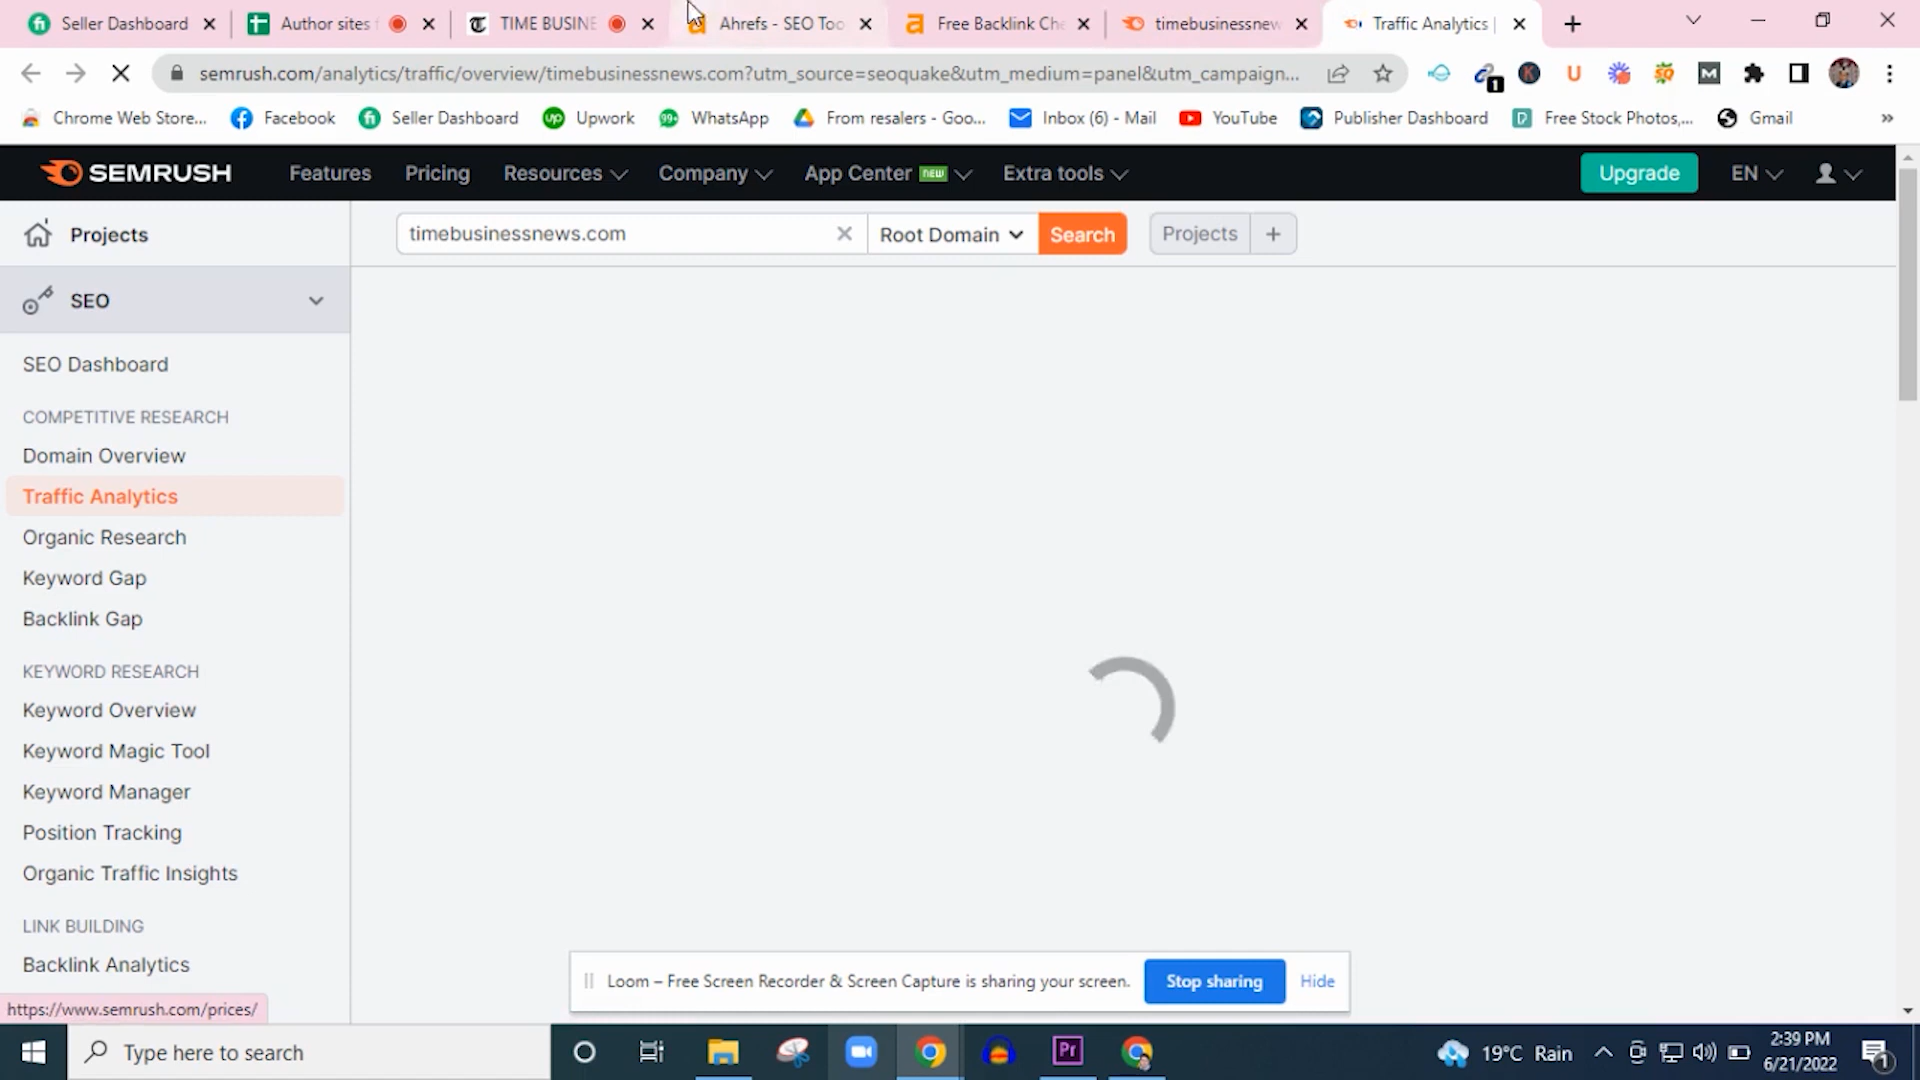 Seller Dashboard
Author sites
TIME BUSINE
Ahrefs - SEO Too
Free Backlink Che
timebusinessnew
Traffic Analytics |
semrush.com/analytics/traffic/overview/timebusinessnews.com?utm_source=seoquake&utm_medium=panel&utm_campaign...
1
Chrome Web Store...
Facebook
Seller Dashboard
Upwork
WhatsApp
From resalers - Goo...
Inbox (6) - Mail
YouTube
Publisher Dashboard
Free Stock Photos,...
Gmail
»
SEMRUSH
Features
Pricing
Resources
Company
App Center new
Extra tools
Upgrade
EN
Projects
timebusinessnews.com
Root Domain
Search
Projects
+
SEO
SEO Dashboard
COMPETITIVE RESEARCH
Domain Overview
Traffic Analytics
Organic Research
Keyword Gap
Backlink Gap
KEYWORD RESEARCH
Keyword Overview
Keyword Magic Tool
Keyword Manager
Position Tracking
Organic Traffic Insights
LINK BUILDING
Backlink Analytics
Loom – Free Screen Recorder & Screen Capture is sharing your screen.
Stop sharing
Hide
https://www.semrush.com/prices/
Type here to search
Pr
19°C Rain
2:39 PM
6/21/2022
1